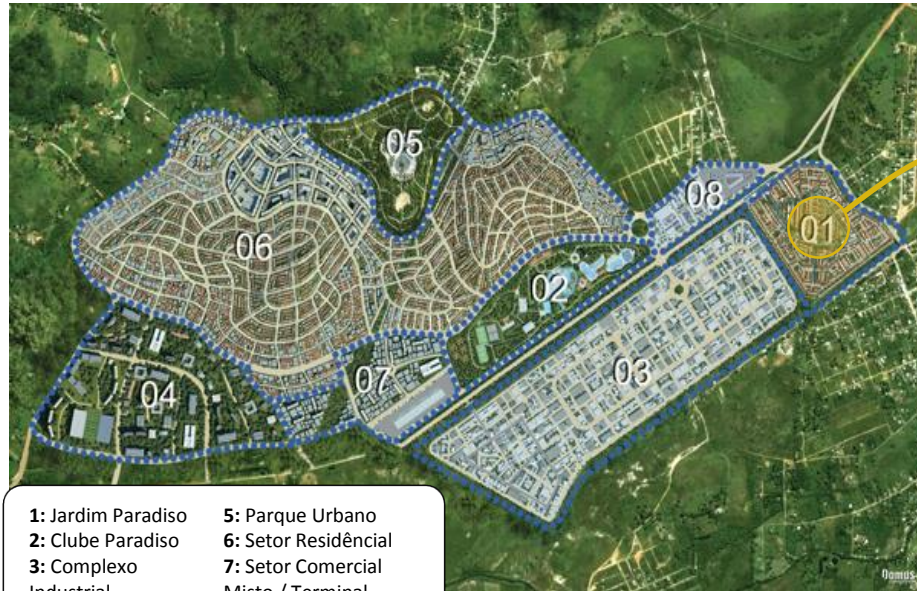 05
08
01
06
02
03
07
04
1: Jardim Paradiso
2: Clube Paradiso
3: Complexo
Industrial
5: Parque Urbano
6: Setor Residêncial
7: Setor Comercial
Misto / Terminal
Domus